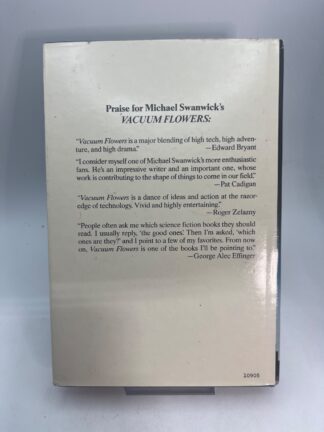 Praise for Michael Swanwick's
VACUUM FLOWERS:
"Vacuum Flowers is a major blending of high tech, high adven-
ture, and high drama."
—Edward Bryant
"I consider myself one of Michael Swanwick's more enthusiastic
fans. He's an impressive writer and an important one, whose
work is contributing to the shape of things to come in our field."
—Pat Cadigan
"Vacuum Flowers is a dance of ideas and action at the razor-
edge of technology. Vivid and highly entertaining."
—Roger Zelazny
"People often ask me which science fiction books they should
read. I usually reply, 'the good ones.' Then I'm asked, 'which
ones are they?' and I point to a few of my favorites. From now
on, Vacuum Flowers is one of the books I'll be pointing to."
—George Alec Effinger
20905